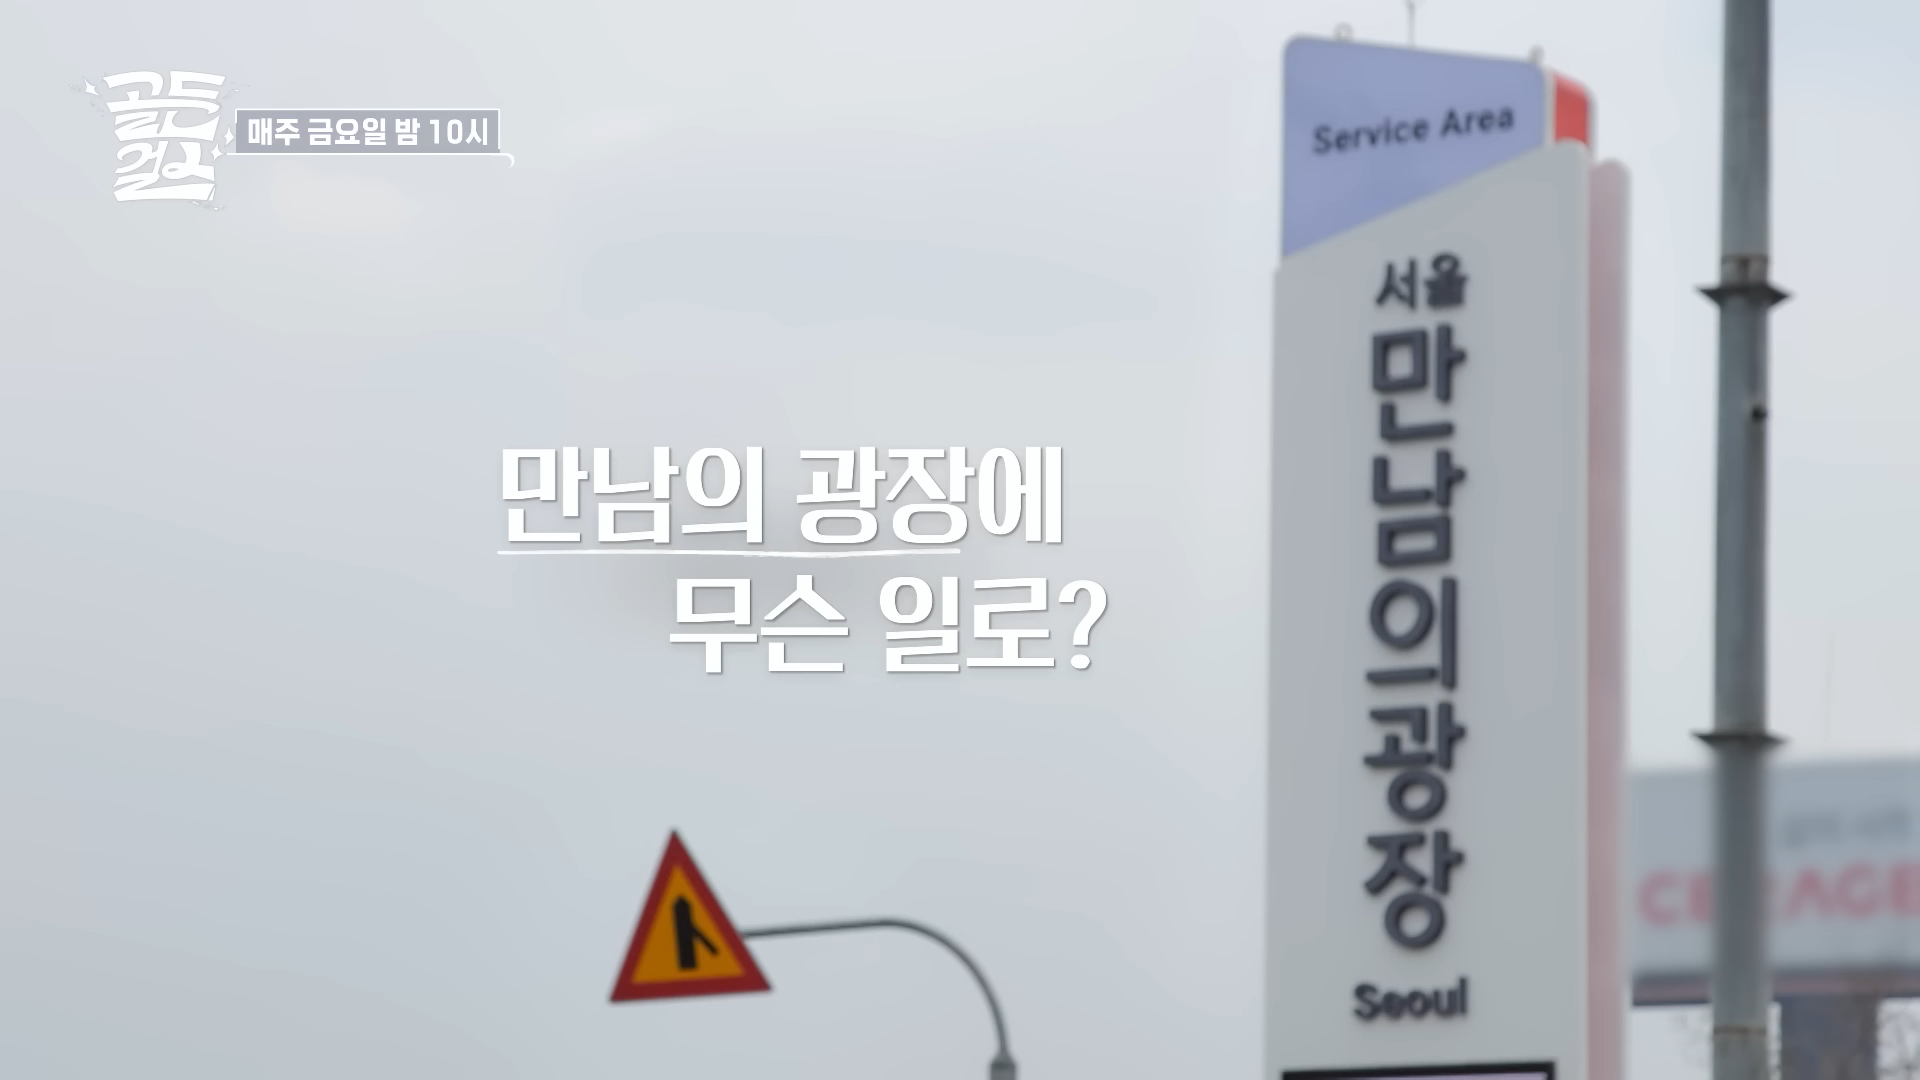 골든
걸스
매주 금요일 밤 10시
Service Area
서울
만남의광장
Seoul
만남의 광장에
무슨 일로?